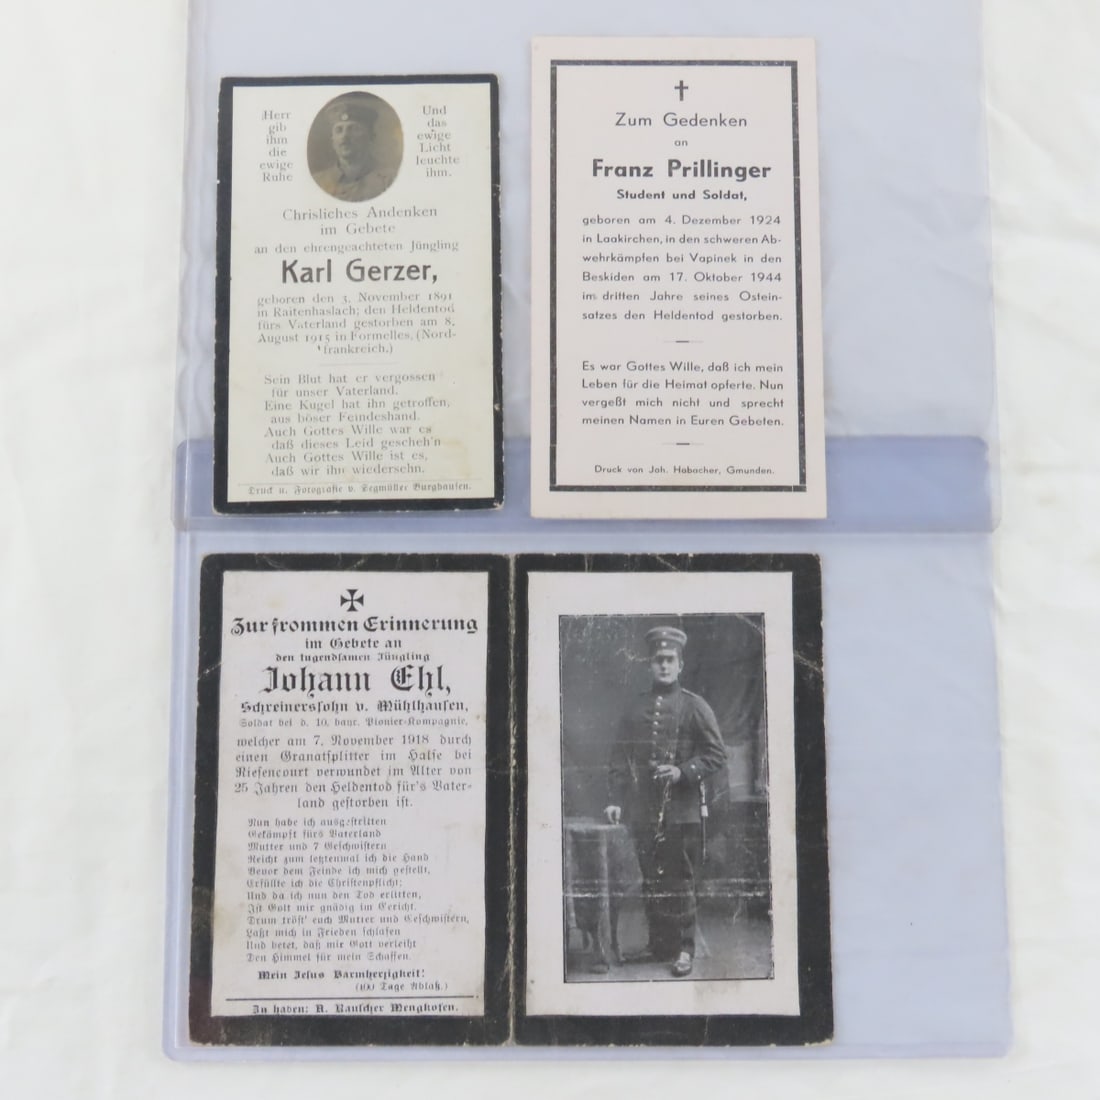 Herr
gib
ihm
die
ewige
Ruhe
Und
das
ewige
Licht
leuchte
ihm.
Chrisliches Andenken
im Gebete
an den ehrengeachteten Jüngling
Karl Gerzer,
geboren den 3. November 1891
in Raitenhaslach; den Heldentod
fürs Vaterland gestorben am 8.
August 1915 in Formelles, (Nord-
frankreich.)
Sein Blut hat er vergossen
für unser Vaterland.
Eine Kugel hat ihn getroffen,
aus böser Feindeshand.
Auch Gottes Wille war es
daß dieses Leid gescheh'n
Auch Gottes Wille ist es,
daß wir ihn wiedersehn.
Druck u. Fotografie v. Segmüller Burghausen.
Zum Gedenken
an
Franz Prillinger
Student und Soldat,
geboren am 4. Dezember 1924
in Laakirchen, in den schweren Ab-
wehrkämpfen bei Vapinek in den
Beskiden am 17. Oktober 1944
im dritten Jahre seines Ostein-
satzes den Heldentod gestorben.
Es war Gottes Wille, daß ich mein
Leben für die Heimat opferte. Nun
vergeßt mich nicht und sprecht
meinen Namen in Euren Gebeten.
Druck von Joh. Habacher, Gmunden.
Zur frommen Erinnerung
im Gebete an
den tugendsamen Jüngling
Johann Ehl,
Schreinerssohn v. Mühlhausen,
Soldat bei d. 10. bayr. Pionier-Kompagnie,
welcher am 7. November 1918 durch
einen Granatsplitter im Halse bei
Riesencourt verwundet im Alter von
25 Jahren den Heldentod für's Vater-
land gestorben ist.
Nun habe ich ausgestritten
Gekämpft fürs Vaterland
Mutter und 7 Geschwistern
Reicht zum letztenmal ich die Hand
Bevor dem Feinde ich mich gestellt,
Erfüllte ich die Christenpflicht:
Und da ich nun den Tod erlitten,
Ist Gott mir gnädig im Gericht.
Drum tröst' euch Mutter und Geschwistern,
Laßt mich in Frieden schlafen
Und betet, daß mir Gott verleiht
Den Himmel für mein Schaffen.
Mein Jesus Barmherzigkeit!
(100 Tage Ablaß.)
Zu haben: A. Rauscher Mengkofen.